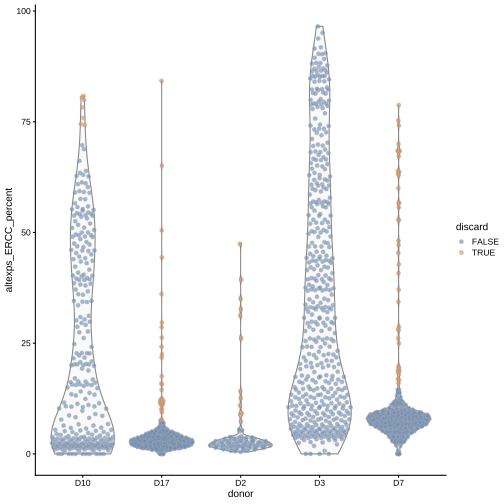 100
75
50
25
0
altexps_ERCC_percent
D10 D17 D2 D3 D7
donor
discard
FALSE
TRUE